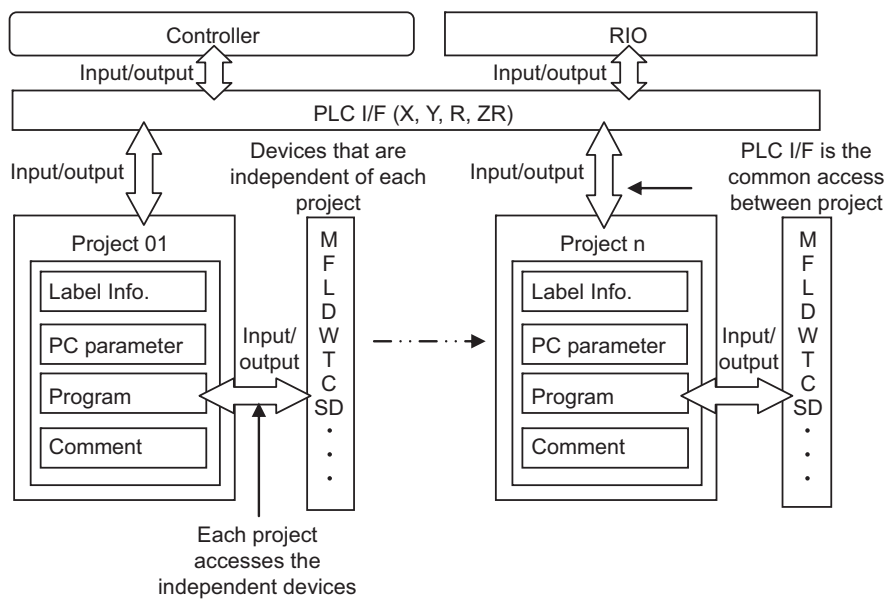 Controller
RIO
Input/output
Input/output
PLC I/F (X, Y, R, ZR)
Input/output
Devices that are
independent of each
project
Input/output
PLC I/F is the
common access
between project
Project 01
Label Info.
PC parameter
Program
Comment
Input/
output
M
F
L
D
W
T
C
SD
.
.
.
Project n
Label Info.
PC parameter
Program
Comment
Input/
output
M
F
L
D
W
T
C
SD
.
.
.
Each project
accesses the
independent devices